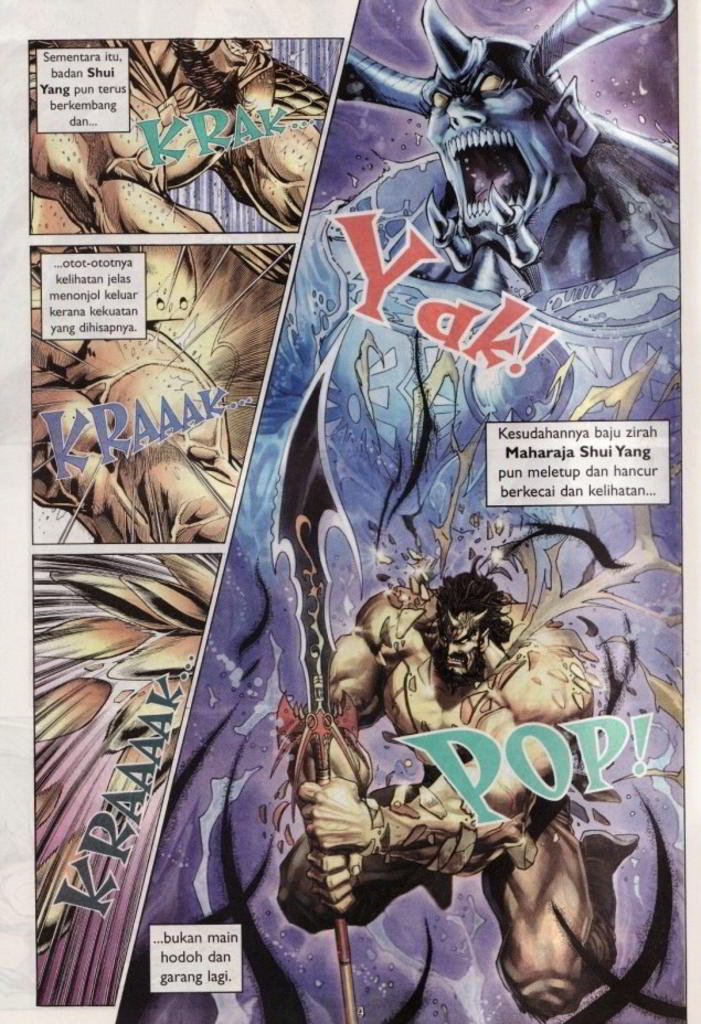 Sementara itu,
badan Shui
Yang pun terus
berkembang
dan...
KRAK...
...otot-ototnya
kelihatan jelas
menonjol keluar
kerana kekuatan
yang dihisapnya.
KRAAAK...
KRAAAAK...
Yak!
Kesudahannya baju zirah
Maharaja Shui Yang
pun meletup dan hancur
berkecai dan kelihatan...
POP!
...bukan main
hodoh dan
garang lagi.
4